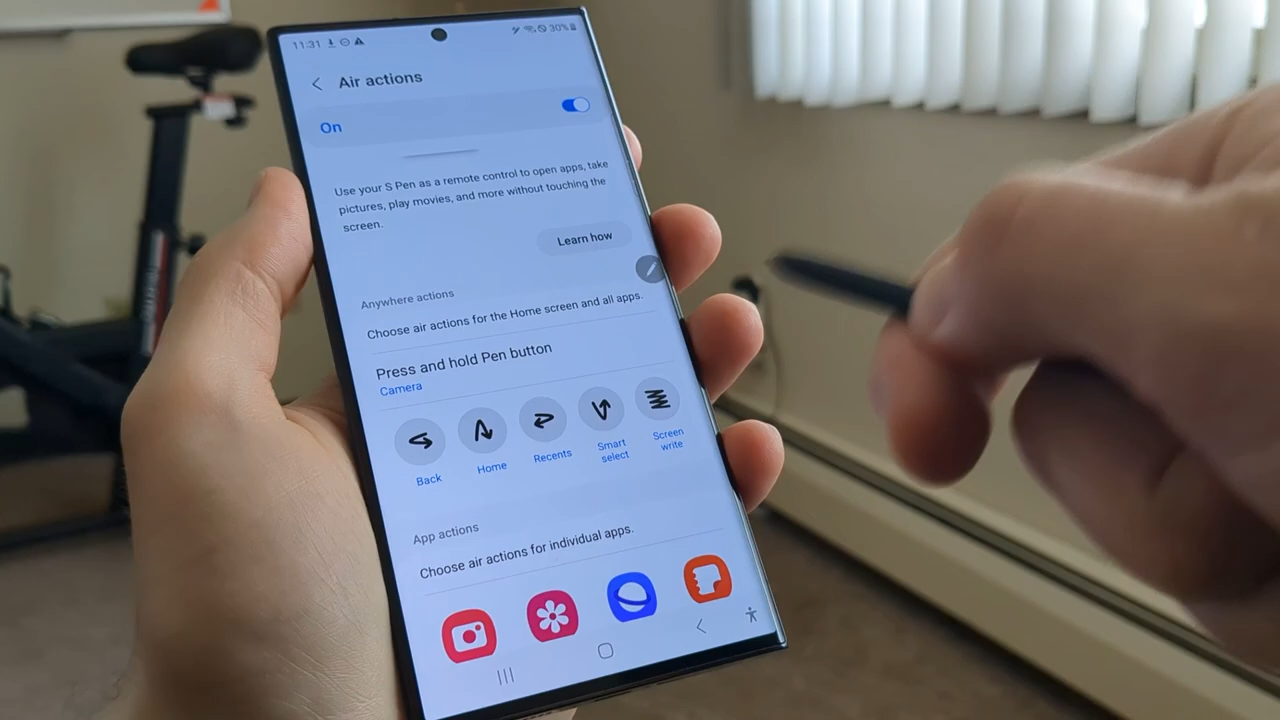 11:31
30%
Air actions
On
Use your S Pen as a remote control to open apps, take
pictures, play movies, and more without touching the
screen.
Learn how
Anywhere actions
Choose air actions for the Home screen and all apps.
Press and hold Pen button
Camera
Back
Home
Recents
Smart
select
Screen
write
App actions
Choose air actions for individual apps.